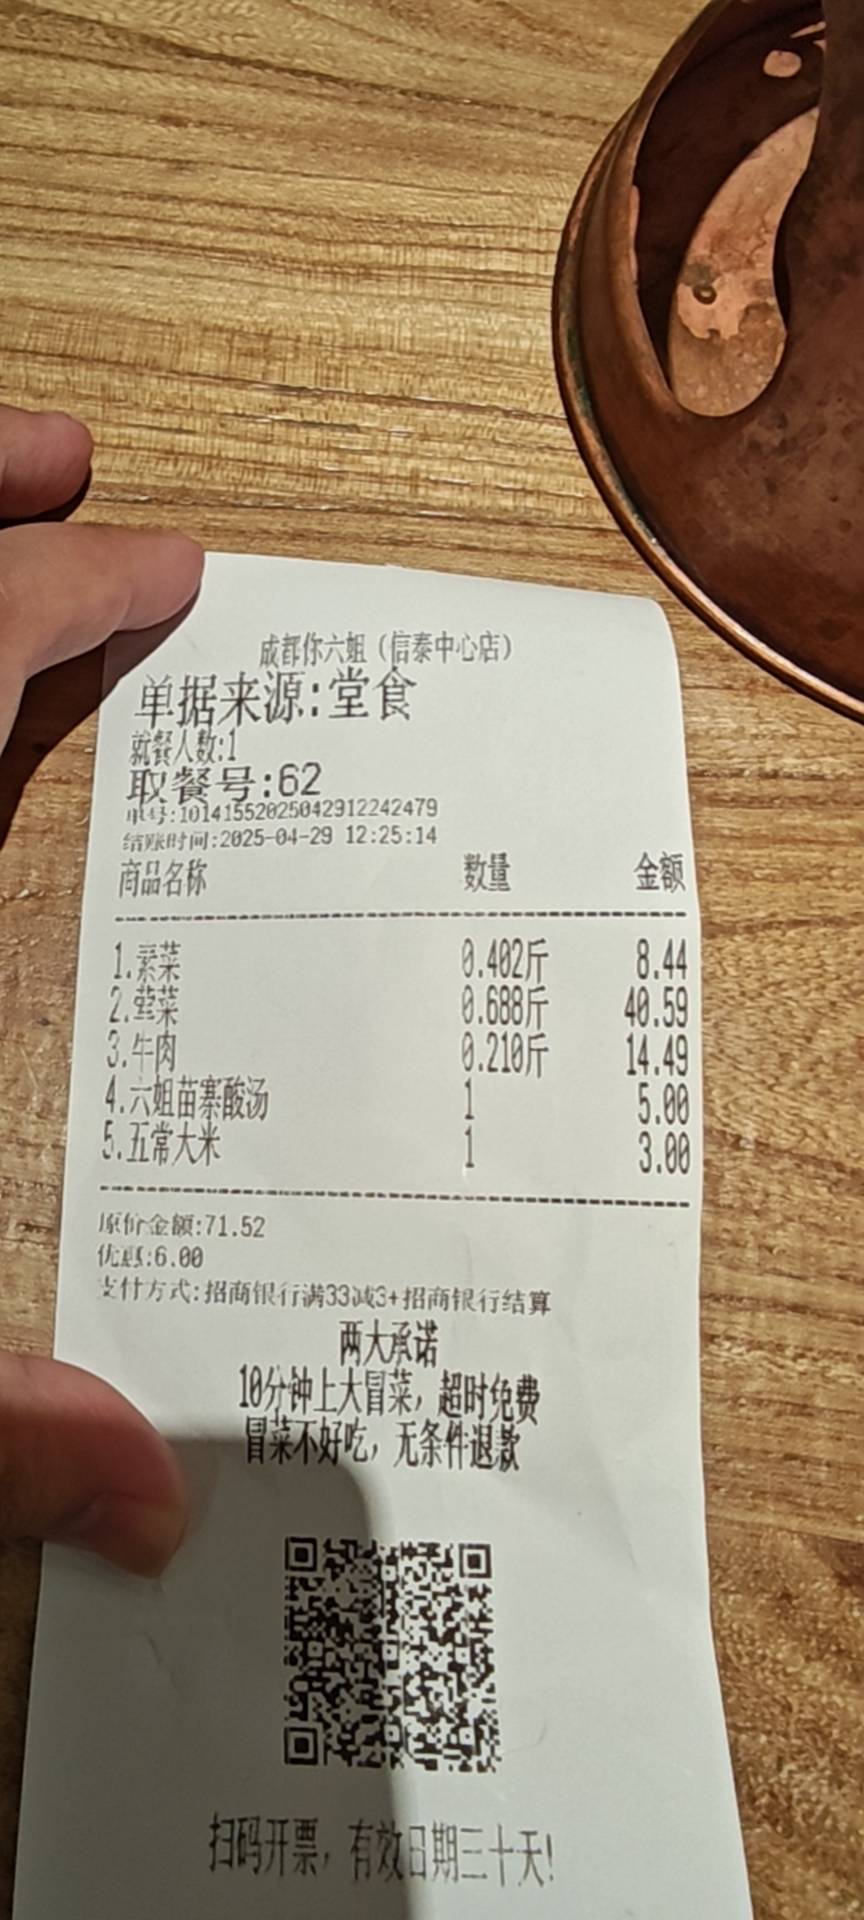 成都你六姐（信泰中心店）
单据来源:堂食
就餐人数:1
取餐号:62
单号:10141552025042912242479
结账时间:2025-04-29 12:25:14
商品名称 数量 金额
1.素菜 0.402斤 8.44
2.荤菜 0.688斤 40.59
3.牛肉 0.210斤 14.49
4.六姐苗寨酸汤 1 5.00
5.五常大米 1 3.00
原价金额:71.52
优惠:6.00
支付方式:招商银行满33减3+招商银行结算
两大承诺
10分钟上大冒菜，超时免费
冒菜不好吃，无条件退款
扫码开票，有效日期三十天!